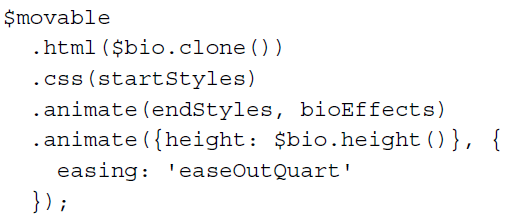 $movable
  .html($bio.clone())
  .css(startStyles)
  .animate(endStyles, bioEffects)
  .animate({height: $bio.height()}, {
    easing: 'easeOutQuart'
  });